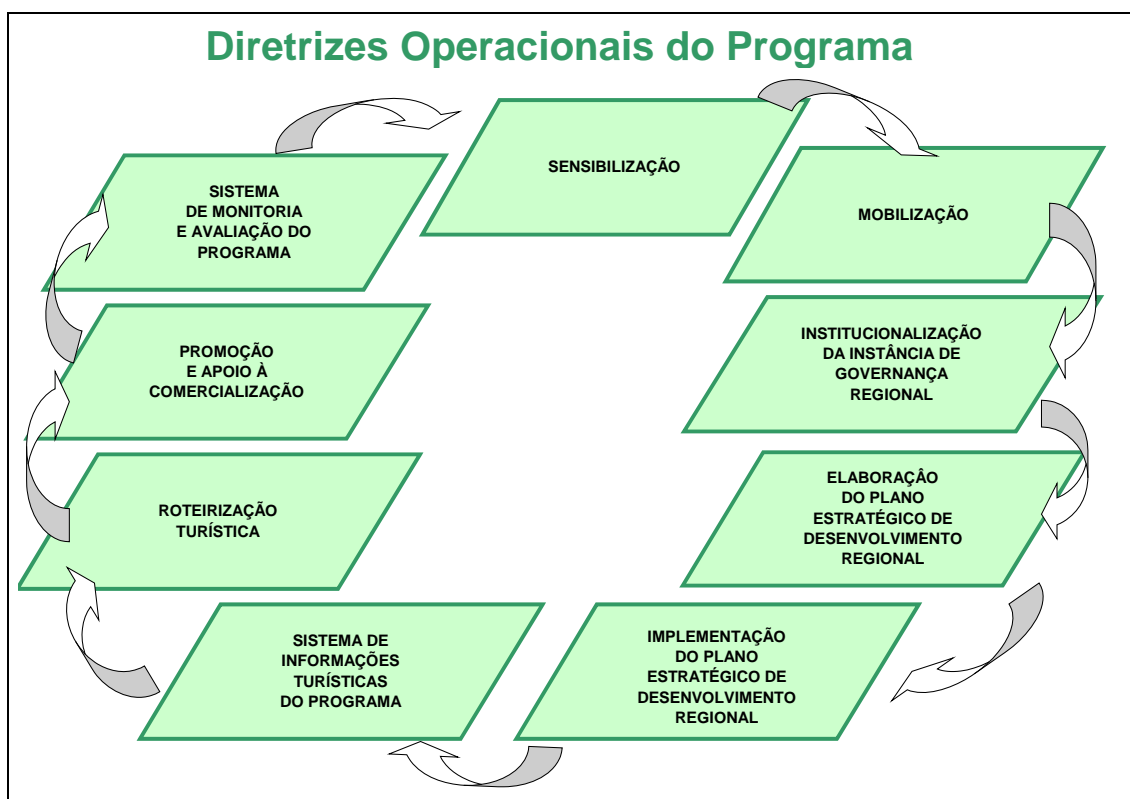 Diretrizes Operacionais do Programa
SENSIBILIZAÇÃO
MOBILIZAÇÃO
INSTITUCIONALIZAÇÃO
DA INSTÂNCIA DE
GOVERNANÇA
REGIONAL
ELABORAÇÂO
DO PLANO
ESTRATÉGICO DE
DESENVOLVIMENTO
REGIONAL
IMPLEMENTAÇÃO
DO PLANO
ESTRATÉGICO DE
DESENVOLVIMENTO
REGIONAL
SISTEMA DE
INFORMAÇÕES
TURÍSTICAS
DO PROGRAMA
ROTEIRIZAÇÃO
TURÍSTICA
PROMOÇÃO
E APOIO À
COMERCIALIZAÇÃO
SISTEMA
DE MONITORIA
E AVALIAÇÃO DO
PROGRAMA